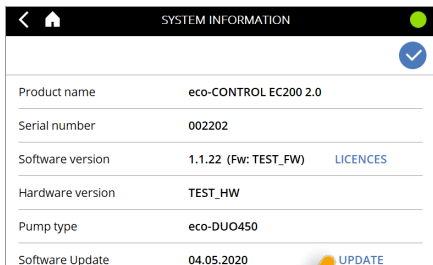 SYSTEM INFORMATION
Product name eco-CONTROL EC200 2.0
Serial number 002202
Software version 1.1.22 (Fw: TEST_FW) LICENCES
Hardware version TEST_HW
Pump type eco-DUO450
Software Update 04.05.2020 UPDATE